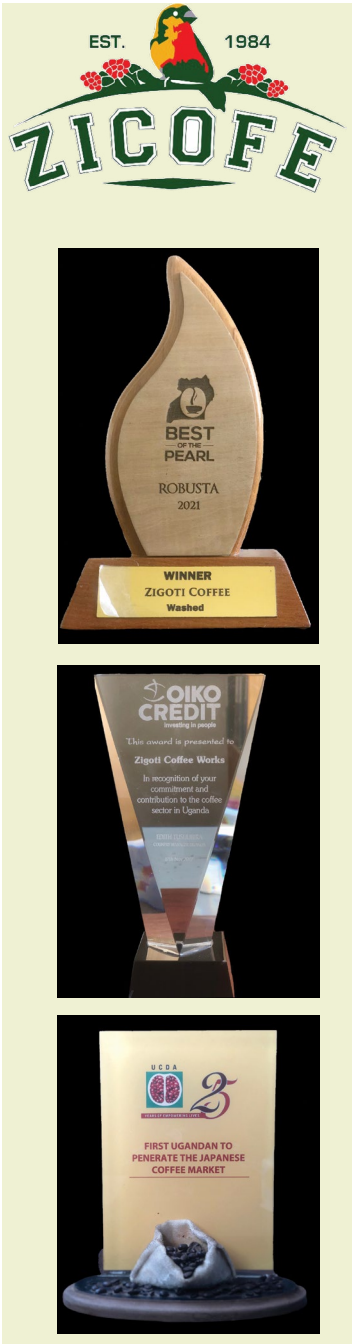 EST. 1984
ZICOFE
BEST
OF THE
PEARL
ROBUSTA
2021
WINNER
ZIGOTI COFFEE
Washed
OIKO
CREDIT
investing in people
This award is presented to
Zigoti Coffee Works
In recognition of your
commitment and
contribution to the coffee
sector in Uganda
UCDA
25
FIRST UGANDAN TO
PENERATE THE JAPANESE
COFFEE MARKET